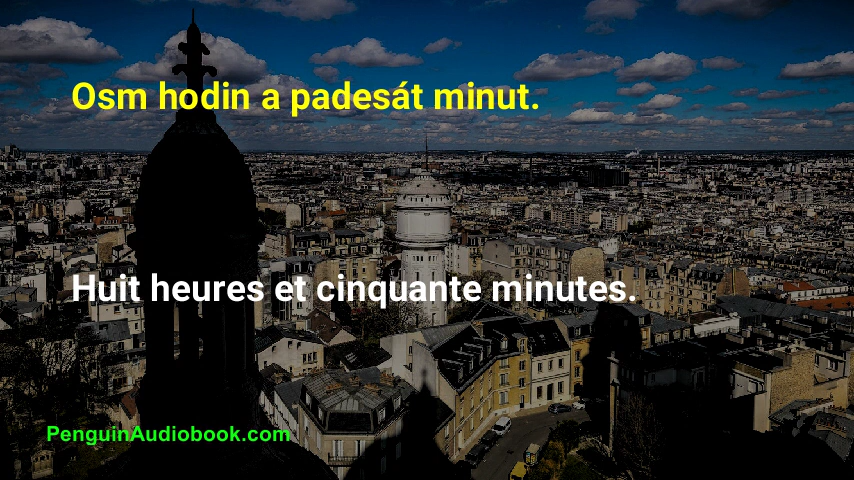 Osm hodin a padesát minut.
Huit heures et cinquante minutes.
PenguinAudiobook.com